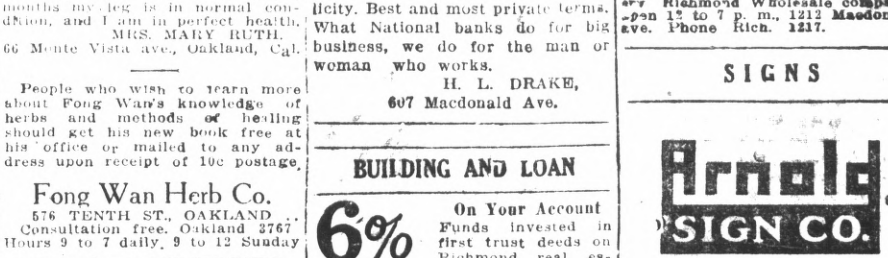 months my leg is in normal con-
dition, and I am in perfect health,
MRS. MARY RUTH.
66 Monte Vista ave., Oakland, Cal.
People who wish to learn more
about Fong Wan's knowledge of
herbs and methods of healing
should get his new book free at
his office or mailed to any ad-
dress upon receipt of 10c postage.
Fong Wan Herb Co.
576 TENTH ST., OAKLAND ..
Consultation free. Oakland 3767
Hours 9 to 7 daily, 9 to 12 Sunday
licity. Best and most private terms.
What National banks do for big
business, we do for the man or
woman who works.
H. L. DRAKE,
607 Macdonald Ave.
BUILDING AND LOAN
6%
On Your Account
Funds invested in
first trust deeds on
Richmond real es-
Richmond Wholesale
open 12 to 7 p. m., 1212 Macdon
ave. Phone Rich. 1217.
SIGNS
Arnold
SIGN CO.